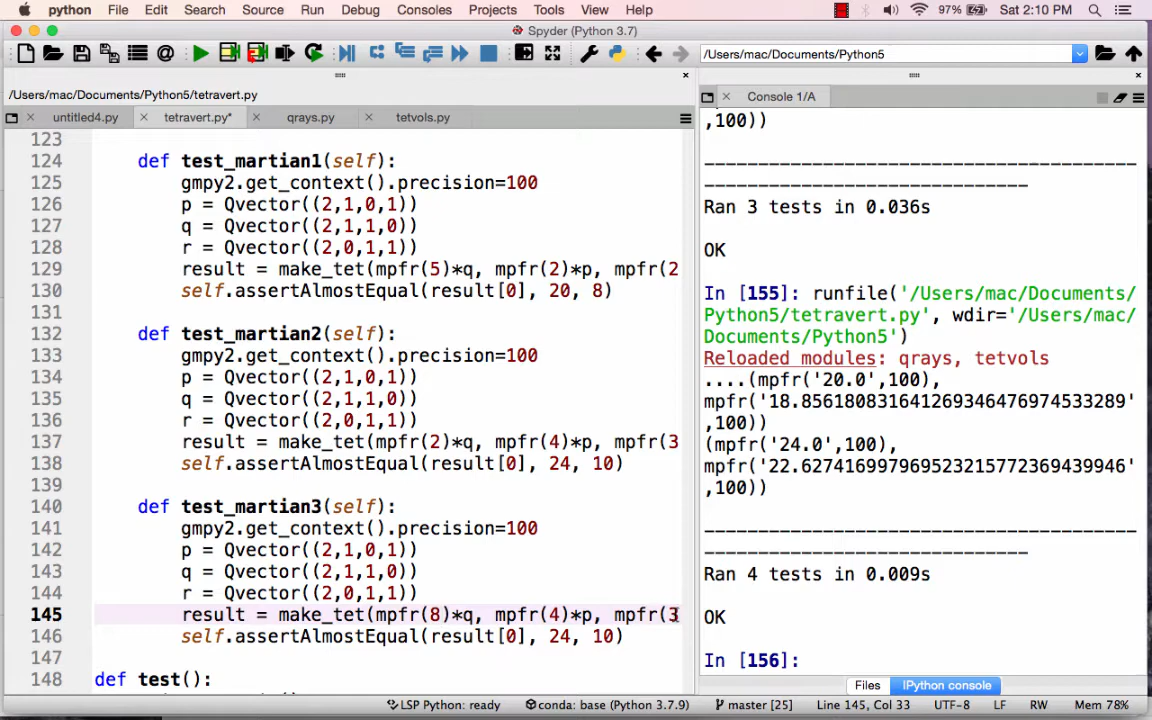 python File Edit Search Source Run Debug Consoles Projects Tools View Help 97% Sat 2:10 PM
Spyder (Python 3.7)
/Users/mac/Documents/Python5
/Users/mac/Documents/Python5/tetravert.py
untitled4.py tetravert.py* qrays.py tetvols.py
123
124 def test_martian1(self):
125 gmpy2.get_context().precision=100
126 p = Qvector((2,1,0,1))
127 q = Qvector((2,1,1,0))
128 r = Qvector((2,0,1,1))
129 result = make_tet(mpfr(5)*q, mpfr(2)*p, mpfr(2
130 self.assertAlmostEqual(result[0], 20, 8)
131
132 def test_martian2(self):
133 gmpy2.get_context().precision=100
134 p = Qvector((2,1,0,1))
135 q = Qvector((2,1,1,0))
136 r = Qvector((2,0,1,1))
137 result = make_tet(mpfr(2)*q, mpfr(4)*p, mpfr(3
138 self.assertAlmostEqual(result[0], 24, 10)
139
140 def test_martian3(self):
141 gmpy2.get_context().precision=100
142 p = Qvector((2,1,0,1))
143 q = Qvector((2,1,1,0))
144 r = Qvector((2,0,1,1))
145 result = make_tet(mpfr(8)*q, mpfr(4)*p, mpfr(3
146 self.assertAlmostEqual(result[0], 24, 10)
147
148 def test():
Console 1/A
,100))
----------------------------------------
------------------------------
Ran 3 tests in 0.036s
OK
In [155]: runfile('/Users/mac/Documents/
Python5/tetravert.py', wdir='/Users/mac/
Documents/Python5')
Reloaded modules: qrays, tetvols
....(mpfr('20.0',100),
mpfr('18.856180831641269346476974533289'
,100))
(mpfr('24.0',100),
mpfr('22.627416997969523215772369439946'
,100))
----------------------------------------
------------------------------
Ran 4 tests in 0.009s
OK
In [156]:
Files IPython console
LSP Python: ready conda: base (Python 3.7.9) master [25] Line 145, Col 33 UTF-8 LF RW Mem 78%